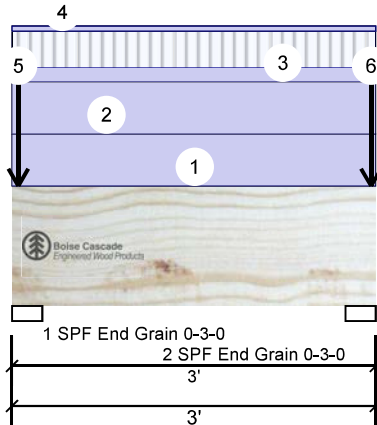 4
5
6
3
2
1
Boise Cascade
Engineered Wood Products
1 SPF End Grain 0-3-0
2 SPF End Grain 0-3-0
3'
3'